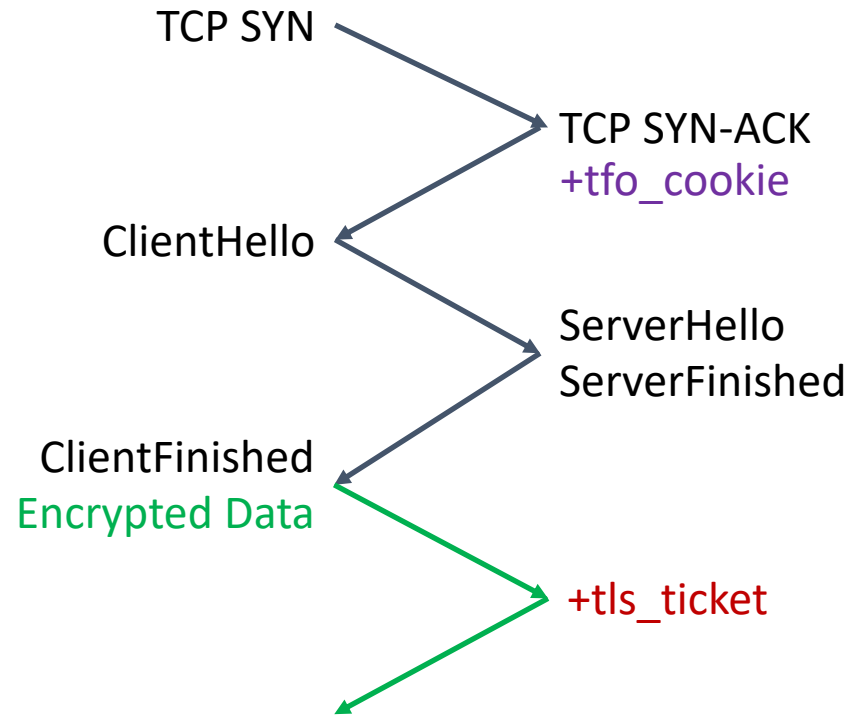 TCP SYN
TCP SYN-ACK
+tfo_cookie
ClientHello
ServerHello
ServerFinished
ClientFinished
Encrypted Data
+tls_ticket